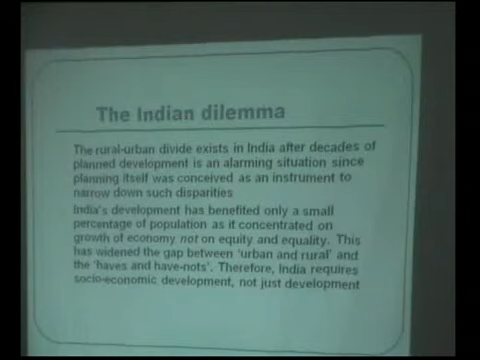 The Indian dilemma
The rural-urban divide exists in India after decades of
planned development is an alarming situation since
planning itself was conceived as an instrument to
narrow down such disparities
India's development has benefited only a small
percentage of population as it concentrated on
growth of economy not on equity and equality. This
has widened the gap between 'urban and rural' and
the 'haves and have-nots'. Therefore, India requires
socio-economic development, not just development